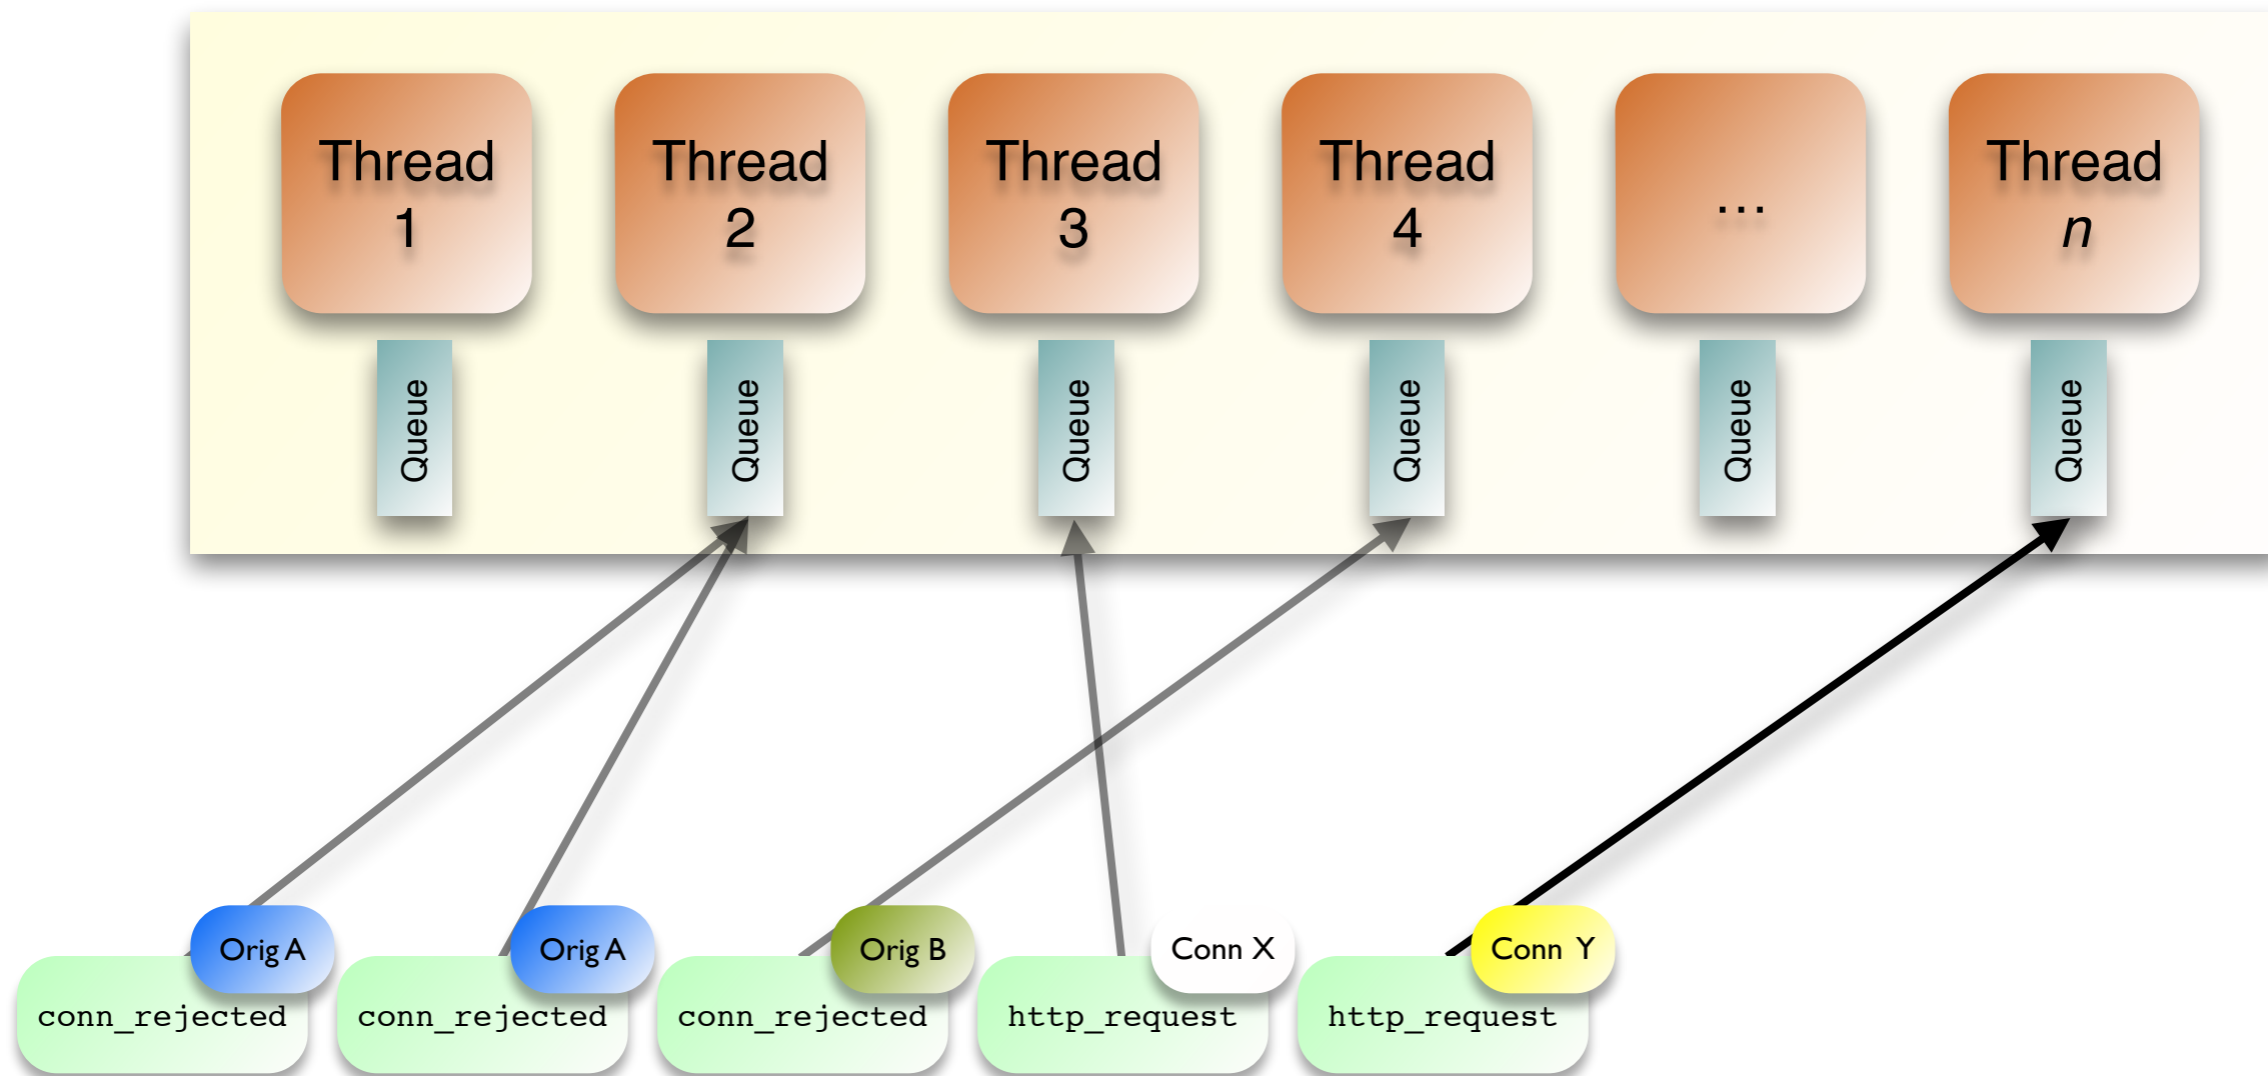 Thread
1
Thread
2
Thread
3
Thread
4
...
Thread
n
Queue
Queue
Queue
Queue
Queue
Queue
Orig A
Orig A
Orig B
Conn X
Conn Y
conn_rejected
conn_rejected
conn_rejected
http_request
http_request